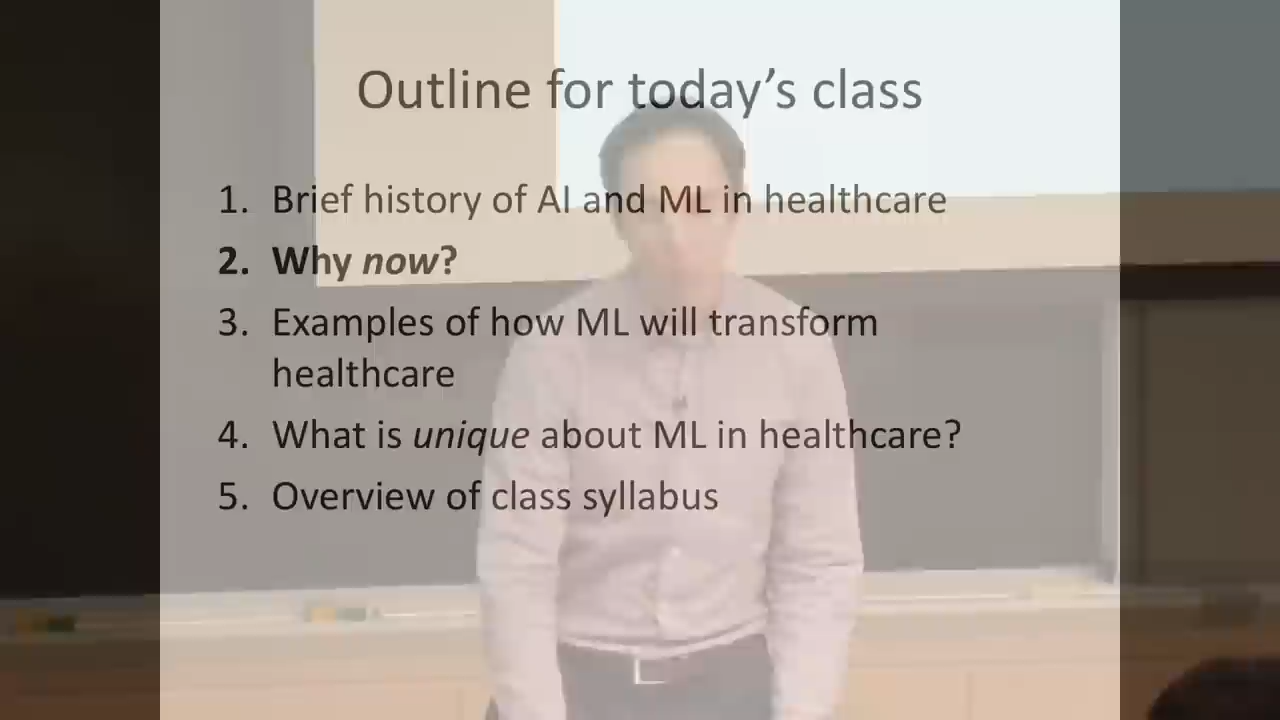 Outline for today's class
1. Brief history of AI and ML in healthcare
2. Why now?
3. Examples of how ML will transform
healthcare
4. What is unique about ML in healthcare?
5. Overview of class syllabus